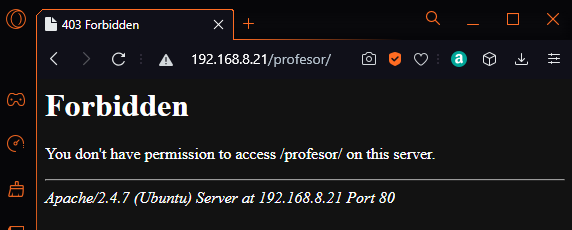 403 Forbidden
192.168.8.21/profesor/
Forbidden
You don't have permission to access /profesor/ on this server.
Apache/2.4.7 (Ubuntu) Server at 192.168.8.21 Port 80